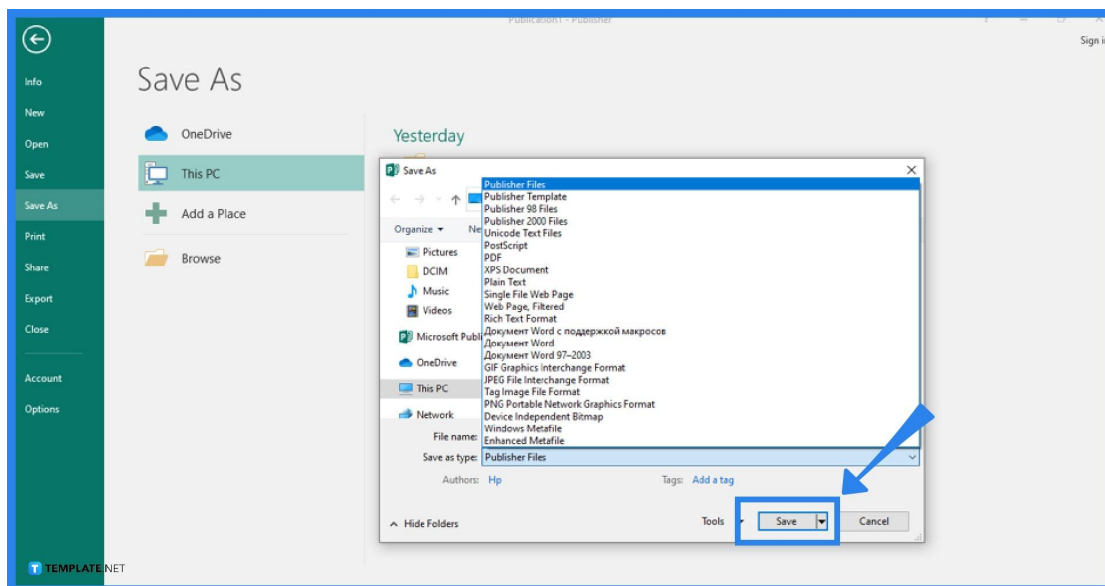 Publication1 - Publisher
Sign i
Save As
Info
New
Open
Save
Save As
Print
Share
Export
Close
Account
Options
OneDrive
This PC
Add a Place
Browse
Yesterday
Save As
Organize
Ne
Pictures
DCIM
Music
Videos
Microsoft Publi
OneDrive
This PC
Network
Publisher Files
Publisher Template
Publisher 98 Files
Publisher 2000 Files
Unicode Text Files
PostScript
PDF
XPS Document
Plain Text
Single File Web Page
Web Page, Filtered
Rich Text Format
Документ Word с поддержкой макросов
Документ Word
Документ Word 97–2003
GIF Graphics Interchange Format
JPEG File Interchange Format
Tag Image File Format
PNG Portable Network Graphics Format
Device Independent Bitmap
Windows Metafile
Enhanced Metafile
File name:
Save as type: Publisher Files
Authors: Hp Tags: Add a tag
Hide Folders Tools Save Cancel
T TEMPLATE.NET